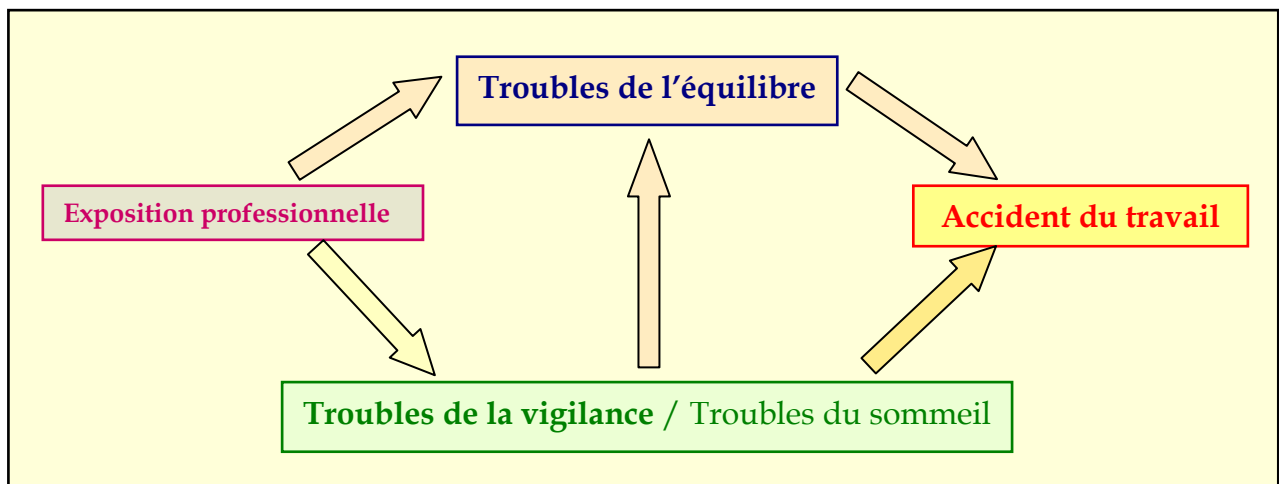 Troubles de l’équilibre
Exposition professionnelle
Accident du travail
Troubles de la vigilance / Troubles du sommeil